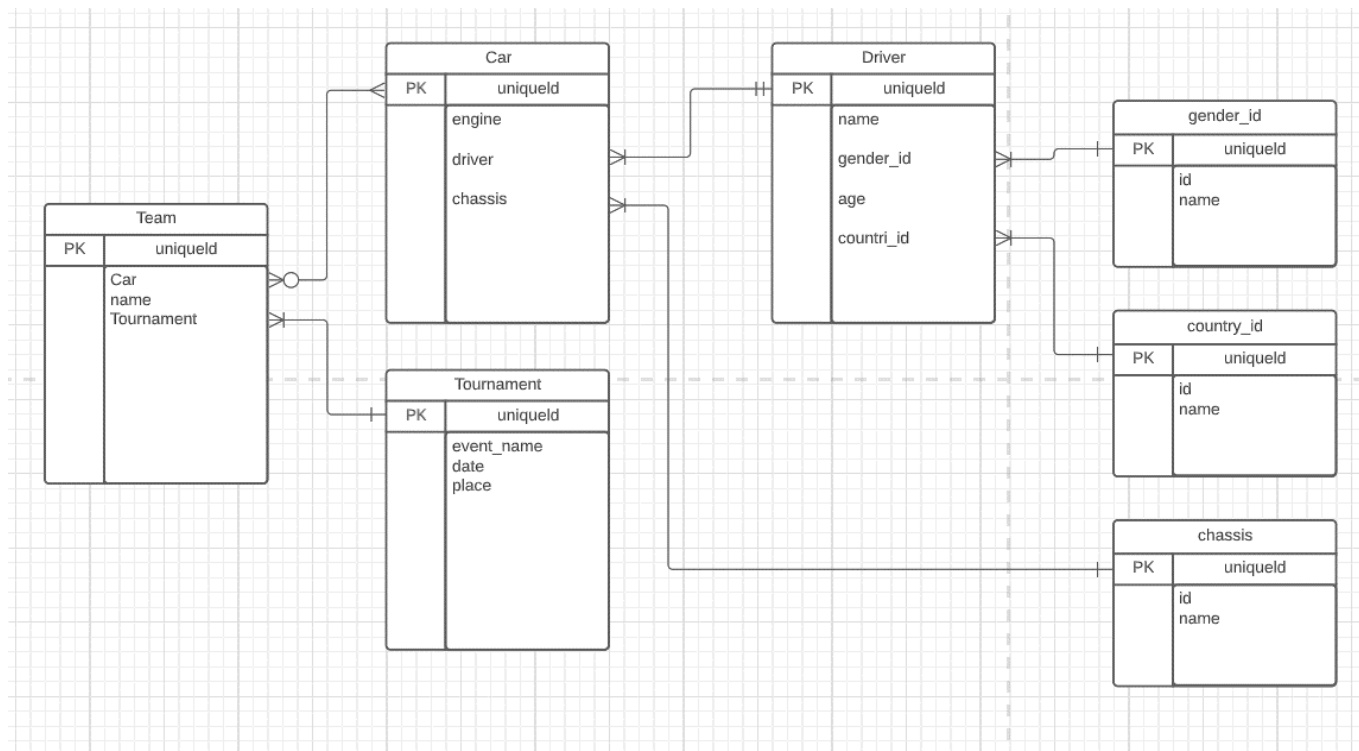 Car
PK uniqueId
engine
driver
chassis
Driver
PK uniqueId
name
gender_id
age
countri_id
gender_id
PK uniqueId
id
name
Team
PK uniqueId
Car
name
Tournament
country_id
PK uniqueId
id
name
Tournament
PK uniqueId
event_name
date
place
chassis
PK uniqueId
id
name